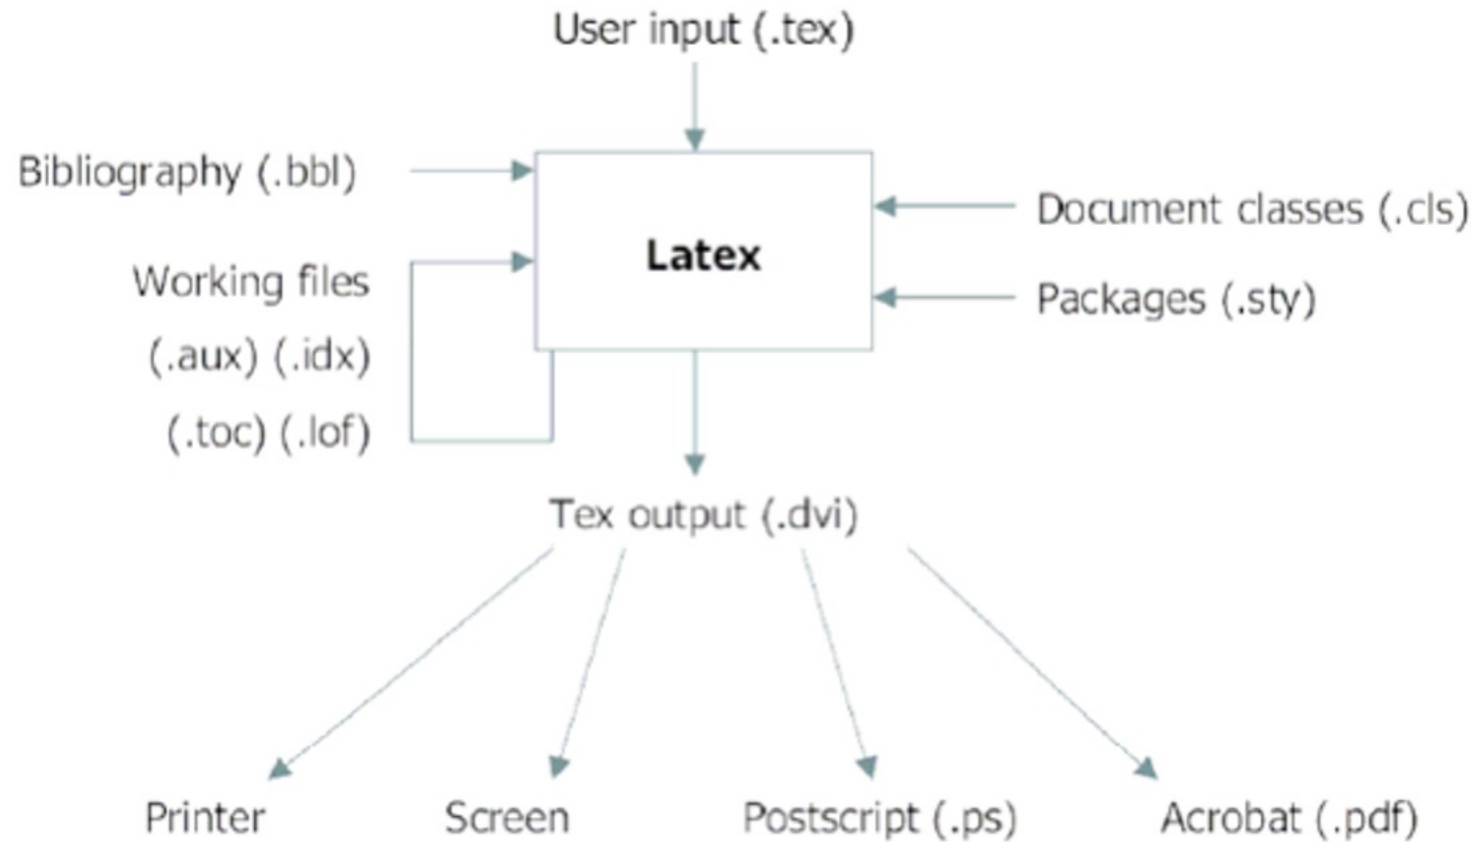 User input (.tex)
Bibliography (.bbl)
Document classes (.cls)
Latex
Working files
(.aux) (.idx)
(.toc) (.lof)
Packages (.sty)
Tex output (.dvi)
Printer
Screen
Postscript (.ps)
Acrobat (.pdf)